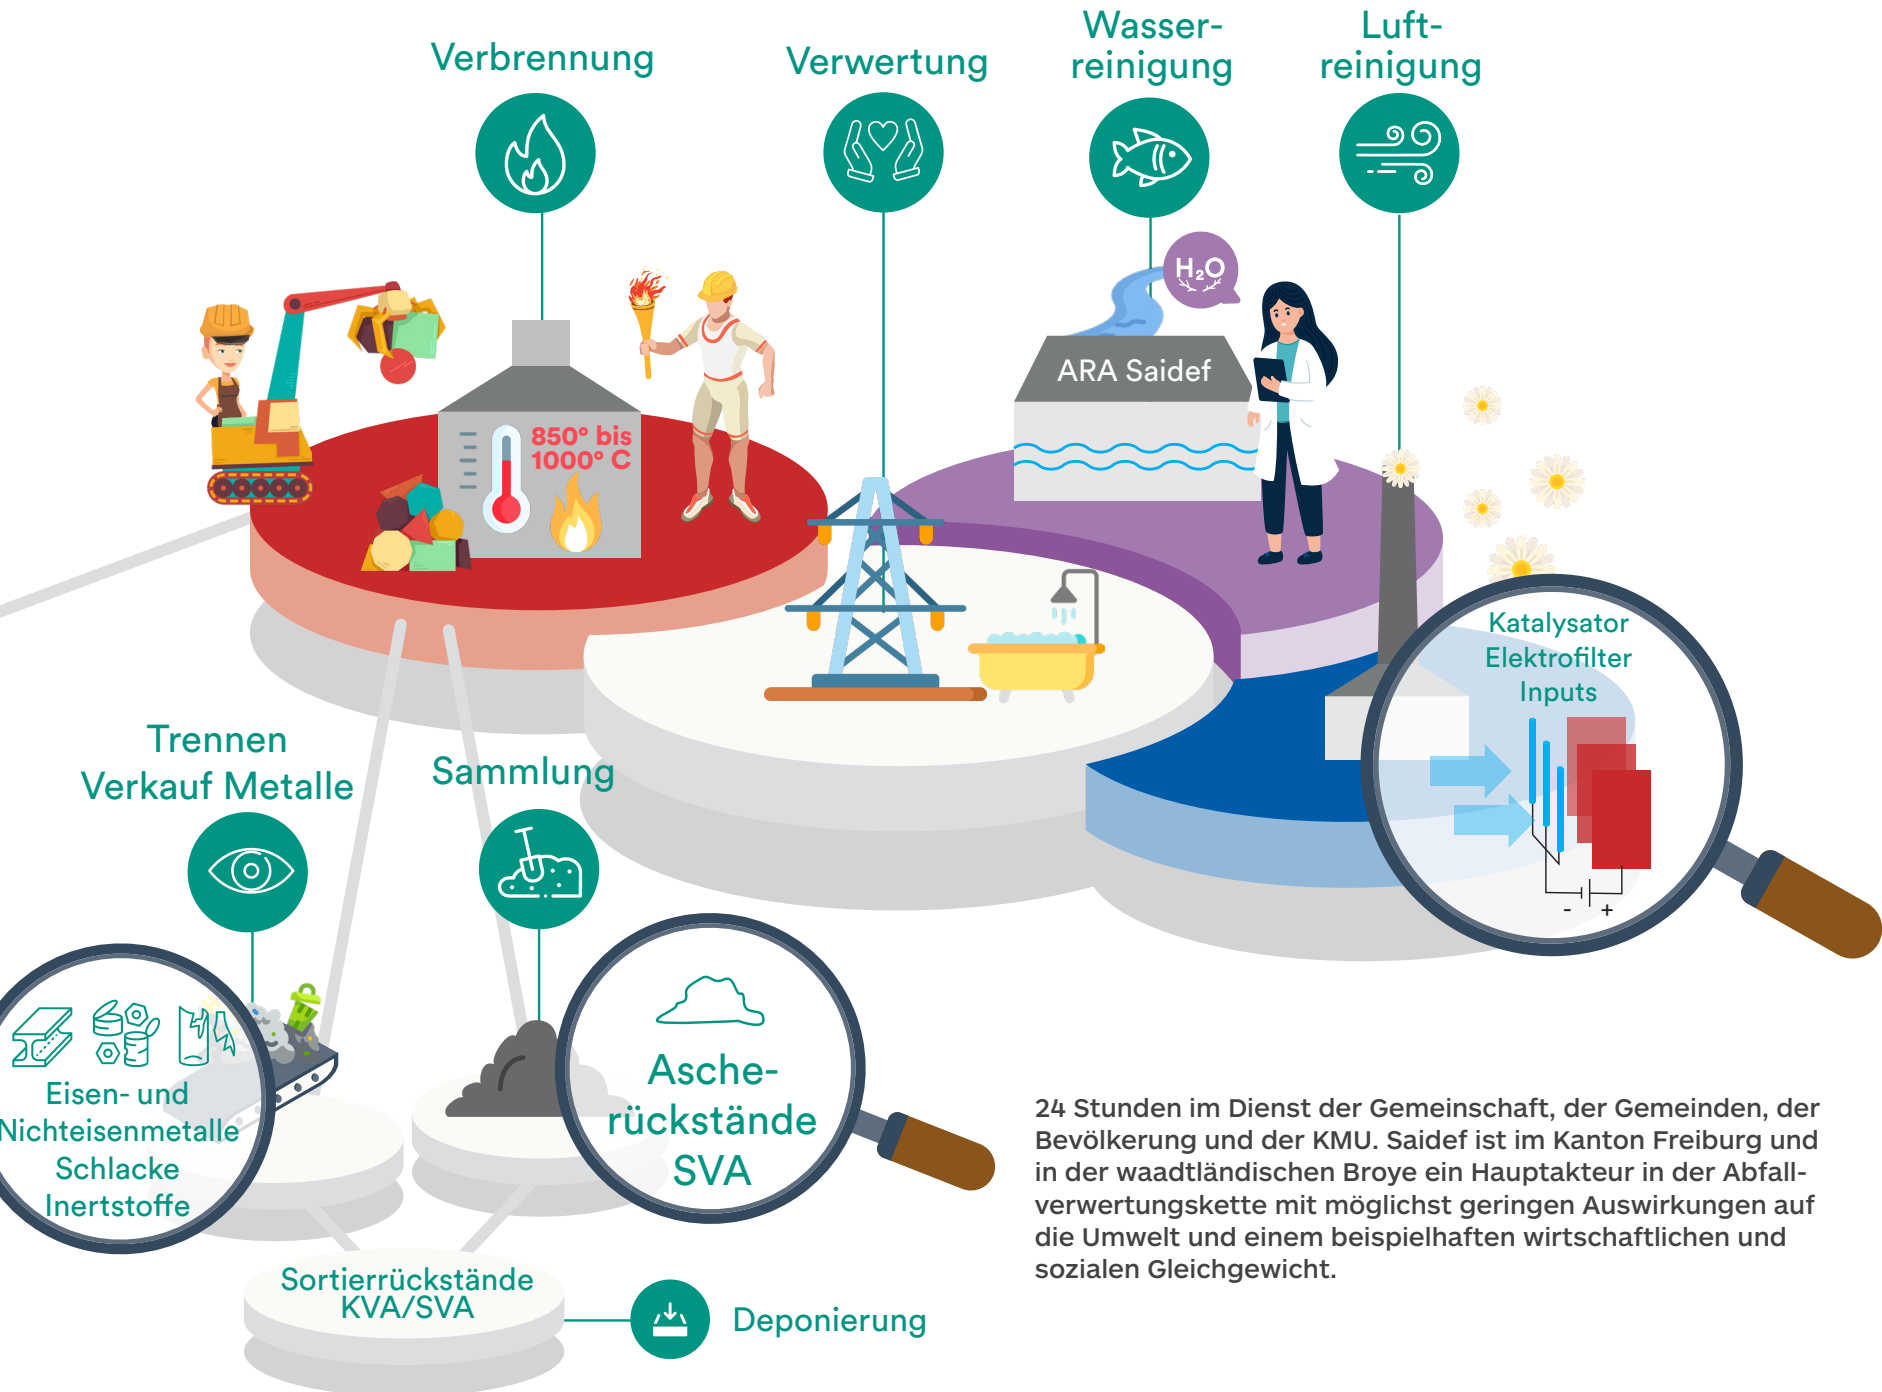 Verbrennung
Verwertung
Wasser-
reinigung
Luft-
reinigung
H₂O
ARA Saidef
850° bis
1000° C
Katalysator
Elektrofilter
Inputs
- +
Trennen
Verkauf Metalle
Sammlung
Eisen- und
Nichteisenmetalle
Schlacke
Inertstoffe
Asche-
rückstände
SVA
Sortierrückstände
KVA/SVA
Deponierung
24 Stunden im Dienst der Gemeinschaft, der Gemeinden, der
Bevölkerung und der KMU. Saidef ist im Kanton Freiburg und
in der waadtländischen Broye ein Hauptakteur in der Abfall-
verwertungskette mit möglichst geringen Auswirkungen auf
die Umwelt und einem beispielhaften wirtschaftlichen und
sozialen Gleichgewicht.